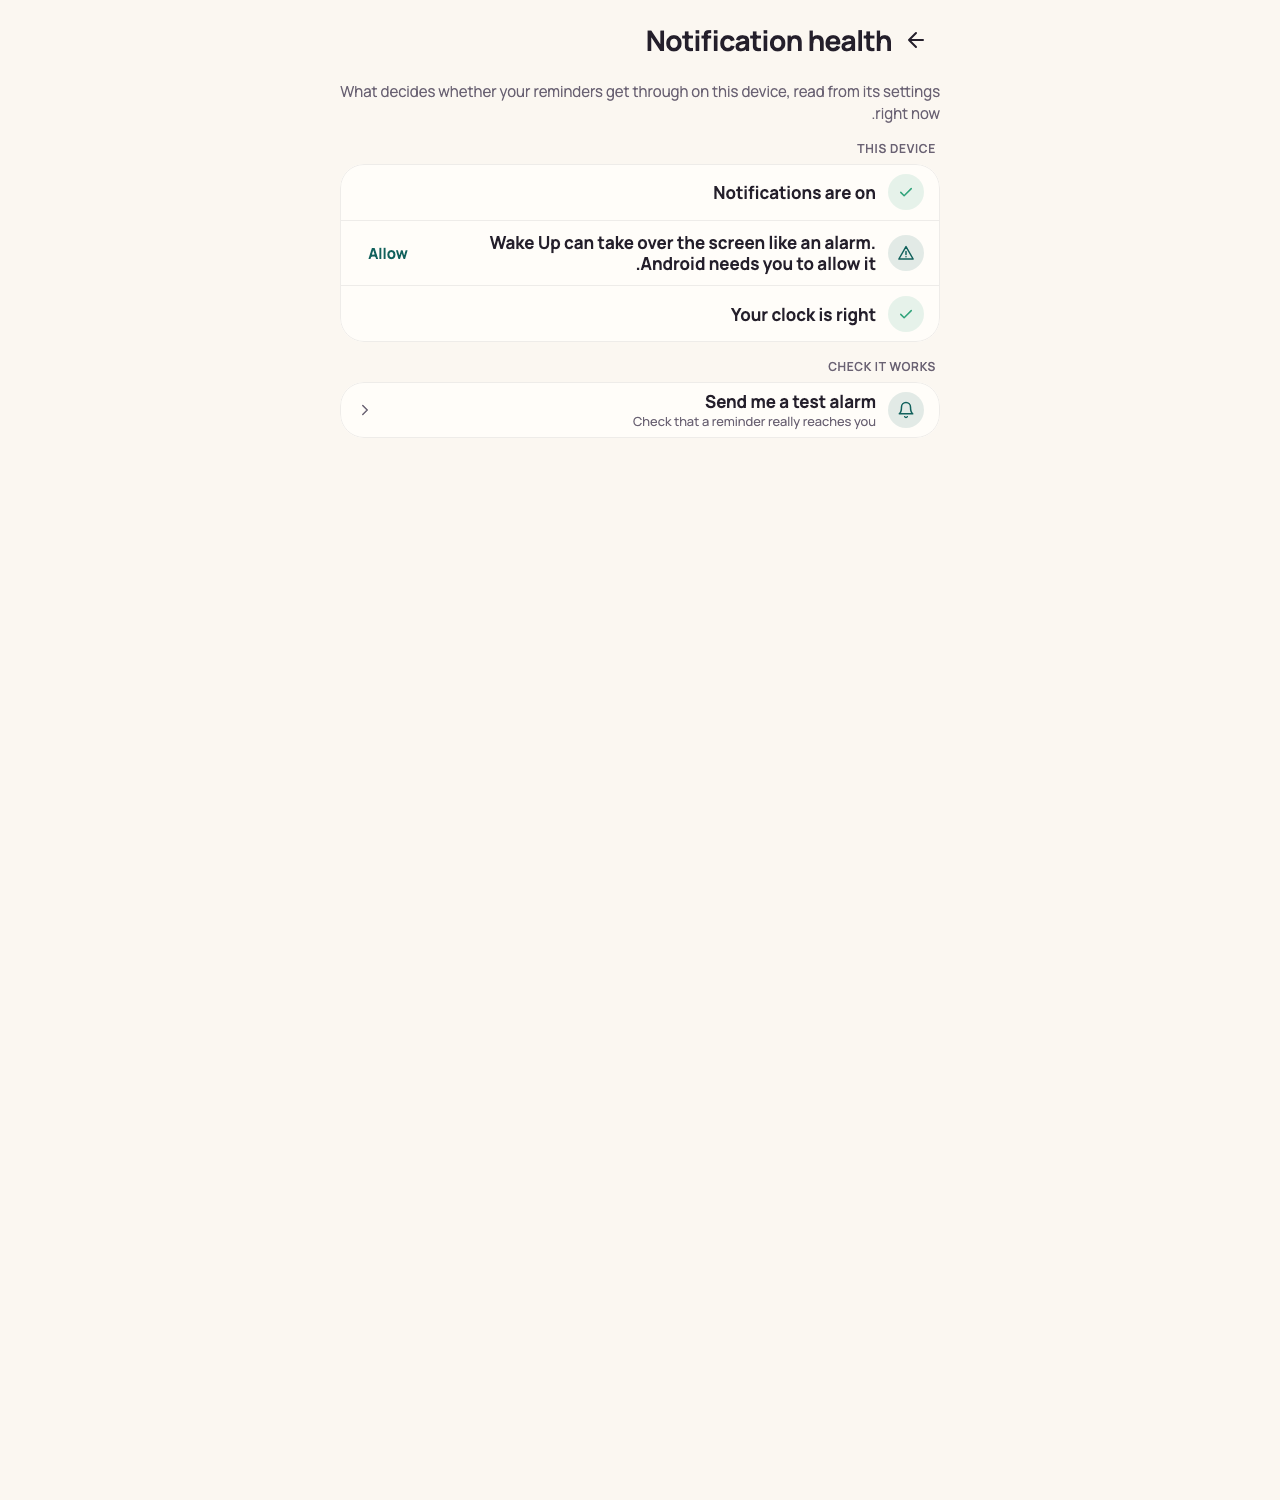 Notification health
What decides whether your reminders get through on this device, read from its settings
.right now
THIS DEVICE
Notifications are on
Wake Up can take over the screen like an alarm.
.Android needs you to allow it
Allow
Your clock is right
CHECK IT WORKS
Send me a test alarm
Check that a reminder really reaches you